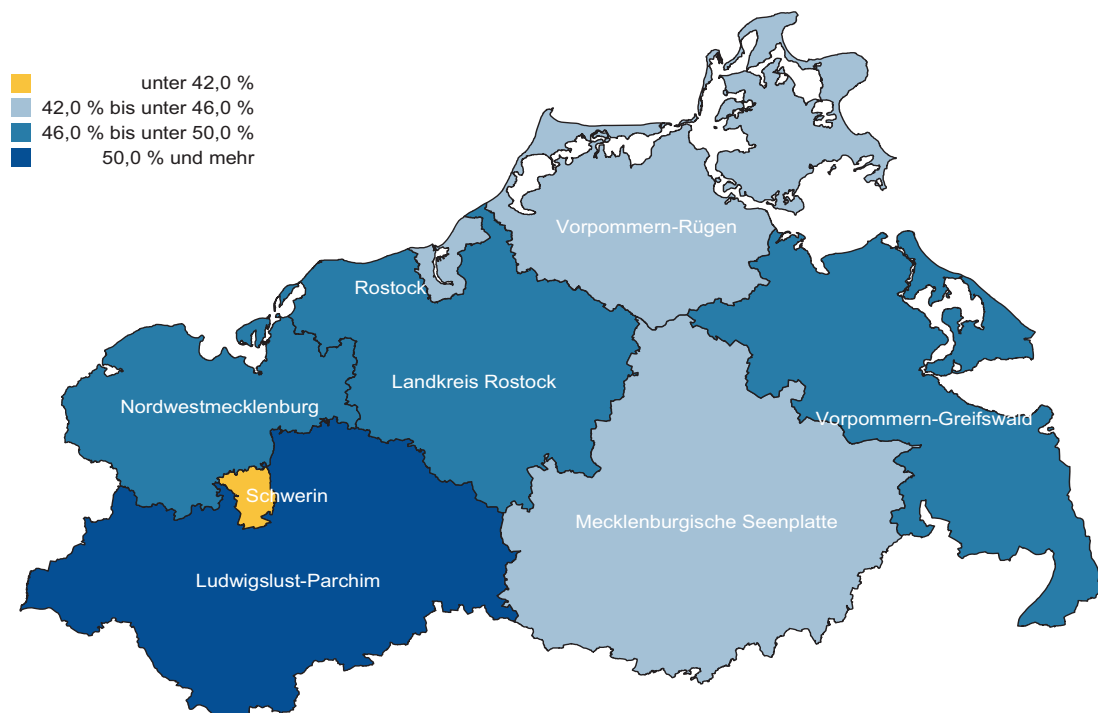 unter 42,0 %
42,0 % bis unter 46,0 %
46,0 % bis unter 50,0 %
50,0 % und mehr
Vorpommern-Rügen
Rostock
Landkreis Rostock
Nordwestmecklenburg
Vorpommern-Greifswald
Schwerin
Mecklenburgische Seenplatte
Ludwigslust-Parchim